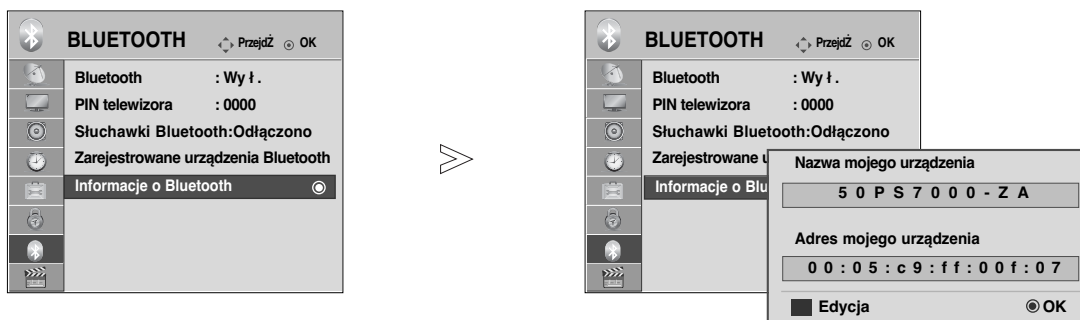 BLUETOOTH PrzejdŹ OK
Bluetooth : Wy ł .
PIN telewizora : 0000
Słuchawki Bluetooth:Odłączono
Zarejestrowane urządzenia Bluetooth
Informacje o Bluetooth
BLUETOOTH PrzejdŹ OK
Bluetooth : Wy ł .
PIN telewizora : 0000
Słuchawki Bluetooth:Odłączono
Zarejestrowane u
Informacje o Blu
Nazwa mojego urządzenia
5 0 P S 7 0 0 0 - Z A
Adres mojego urządzenia
0 0 : 0 5 : c 9 : f f : 0 0 f : 0 7
Edycja OK